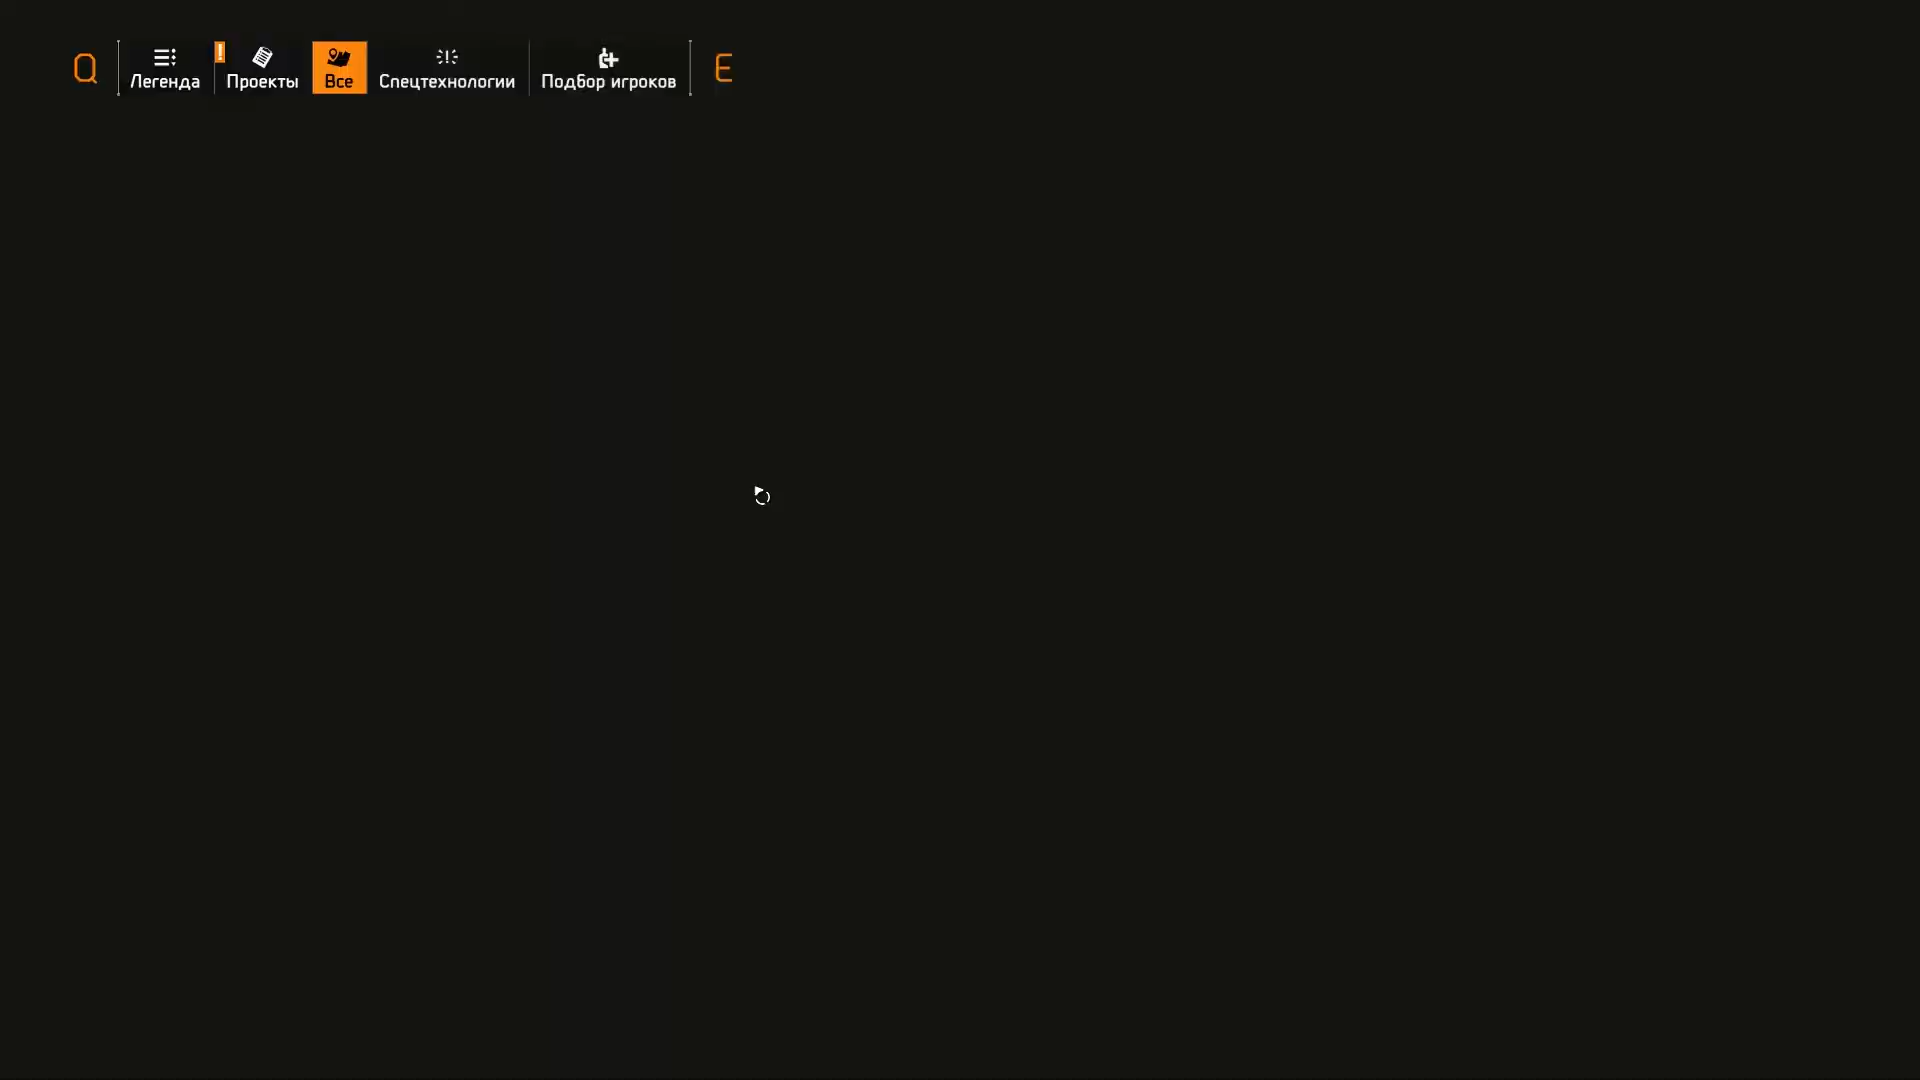 Q
Легенда
! Проекты
Все
Спецтехнологии
Подбор игроков
E